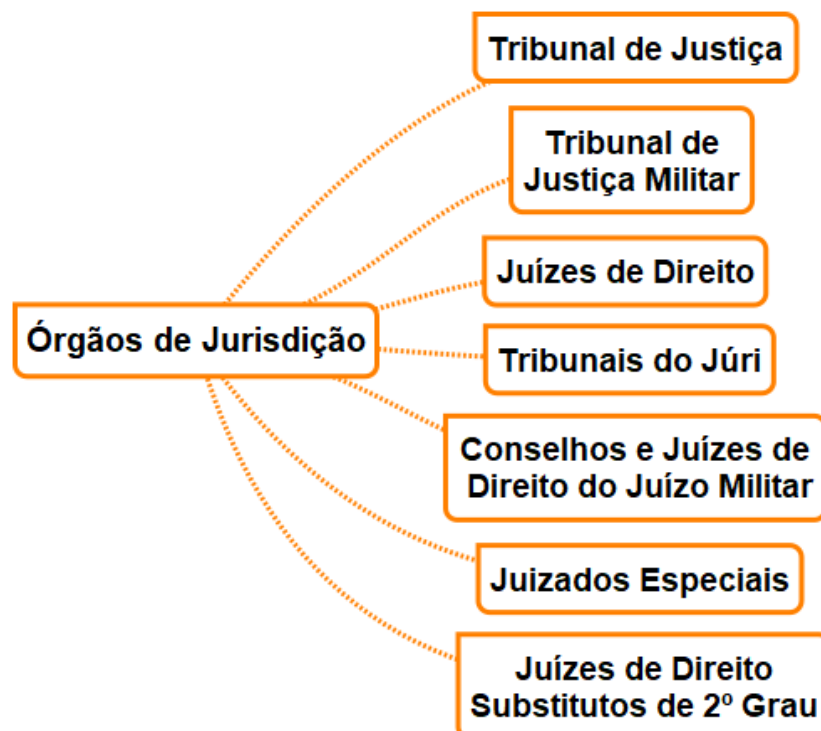 Tribunal de Justiça
Tribunal de
Justiça Militar
Juízes de Direito
Órgãos de Jurisdição
Tribunais do Júri
Conselhos e Juízes de
Direito do Juízo Militar
Juizados Especiais
Juízes de Direito
Substitutos de 2º Grau